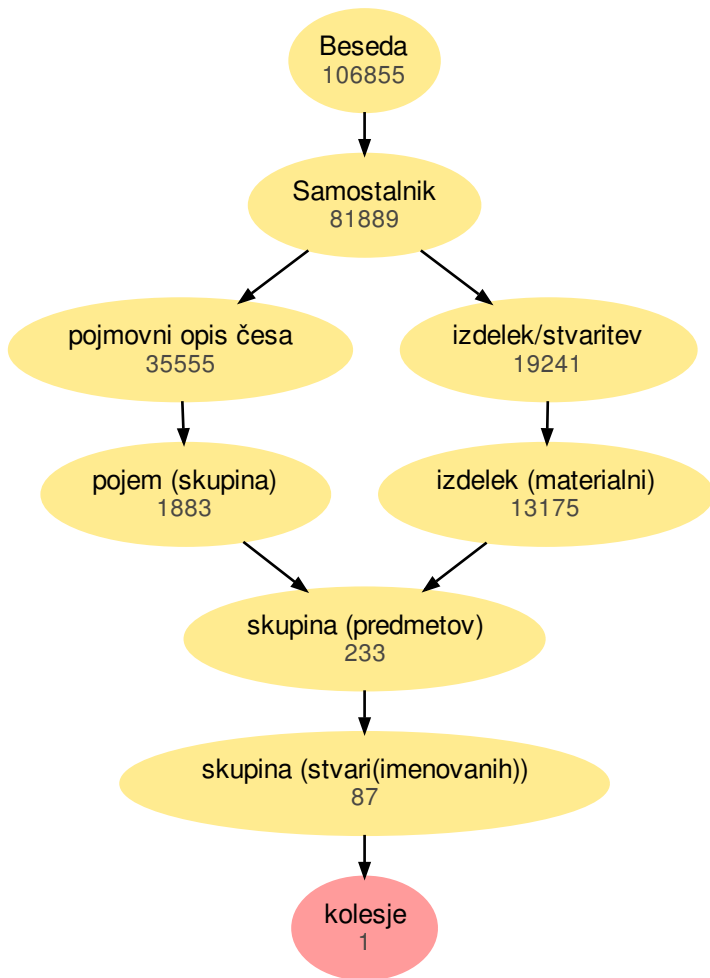 Beseda
106855
Samostalnik
81889
pojmovni opis česa
35555
izdelek/stvaritev
19241
pojem (skupina)
1883
izdelek (materialni)
13175
skupina (predmetov)
233
skupina (stvari(imenovanih))
87
kolesje
1